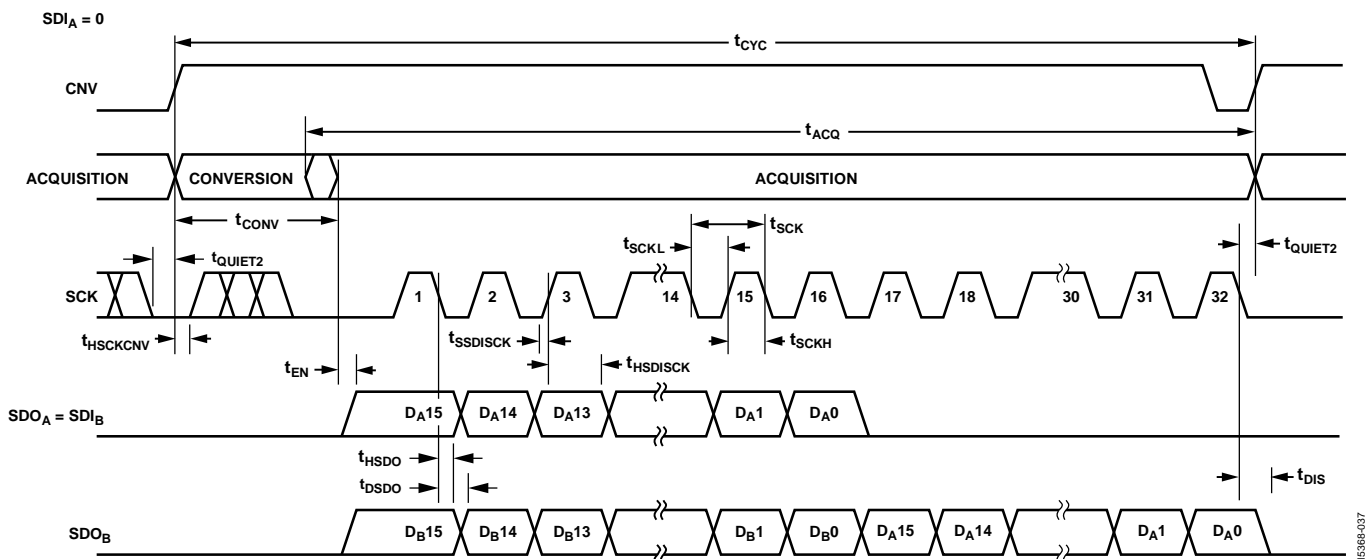 SDIA = 0
tCYC
CNV
tACQ
ACQUISITION CONVERSION ACQUISITION
tCONV
tSCK
tSCKL
tQUIET2 tQUIET2
SCK 1 2 3 14 15 16 17 18 30 31 32
tHSCKCNV
tSSDISCK tSCKH
tEN tHSDISCK
SDOA = SDIB DA15 DA14 DA13 DA1 DA0
tHSDO
tDSDO
tDIS
SDOB DB15 DB14 DB13 DB1 DB0 DA15 DA14 DA1 DA0